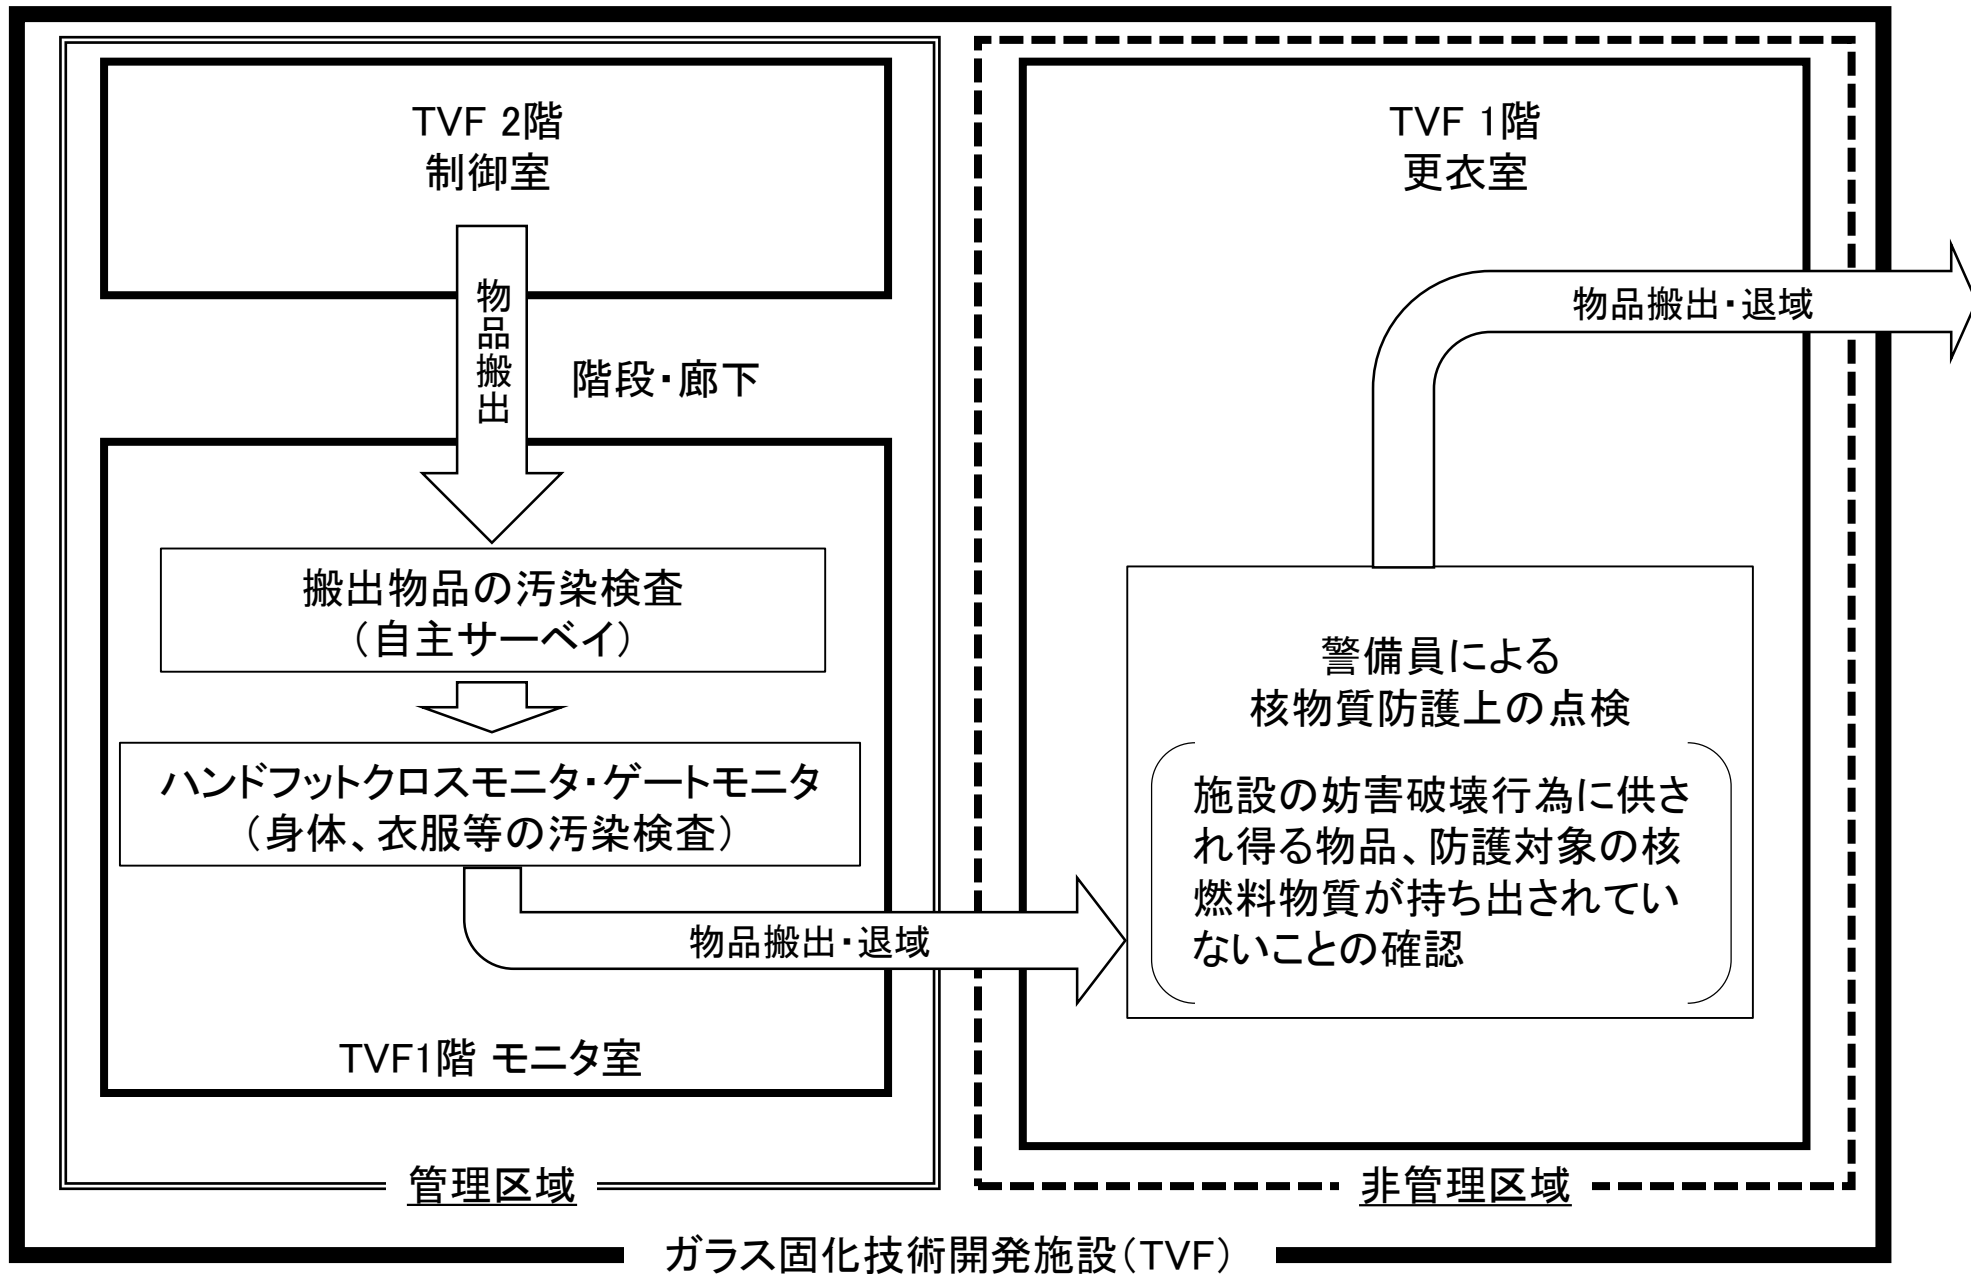 TVF 2階
制御室
物品搬出
階段・廊下
搬出物品の汚染検査
（自主サーベイ）
ハンドフットクロスモニタ・ゲートモニタ
（身体、衣服等の汚染検査）
物品搬出・退域
TVF1階 モニタ室
管理区域
TVF 1階
更衣室
物品搬出・退域
警備員による
核物質防護上の点検
施設の妨害破壊行為に供さ
れ得る物品、防護対象の核
燃料物質が持ち出されてい
ないことの確認
非管理区域
ガラス固化技術開発施設（TVF）